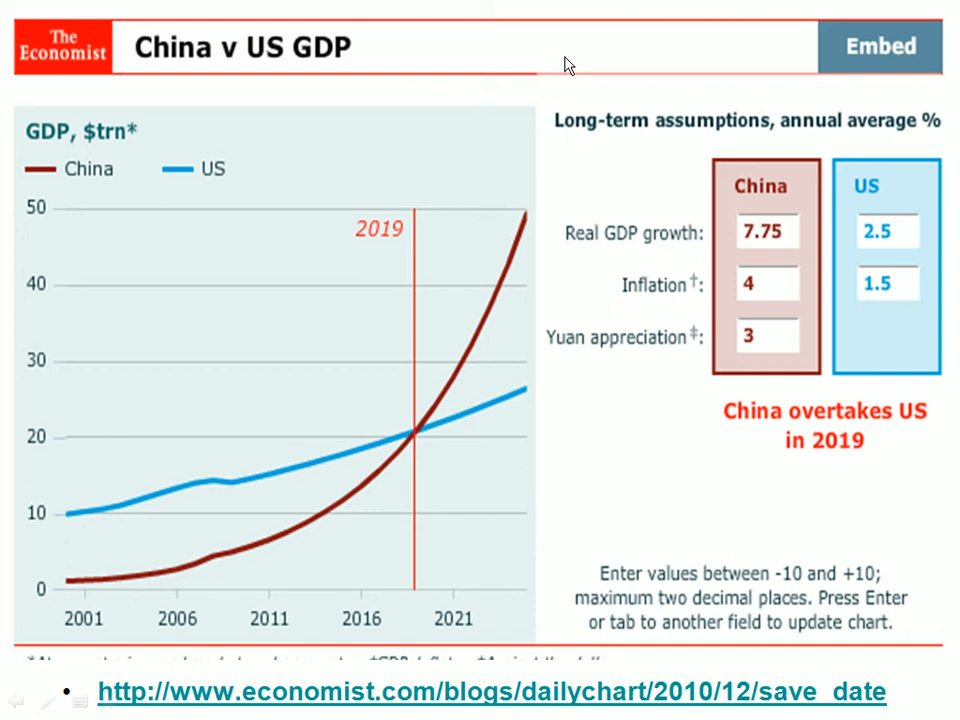 The
Economist
China v US GDP
Embed
GDP, $trn*
China
US
50
40
30
20
10
0
2019
2001
2006
2011
2016
2021
Long-term assumptions, annual average %
China
US
Real GDP growth:
7.75
2.5
Inflation†:
4
1.5
Yuan appreciation‡:
3
China overtakes US
in 2019
Enter values between -10 and +10;
maximum two decimal places. Press Enter
or tab to another field to update chart.
• http://www.economist.com/blogs/dailychart/2010/12/save_date